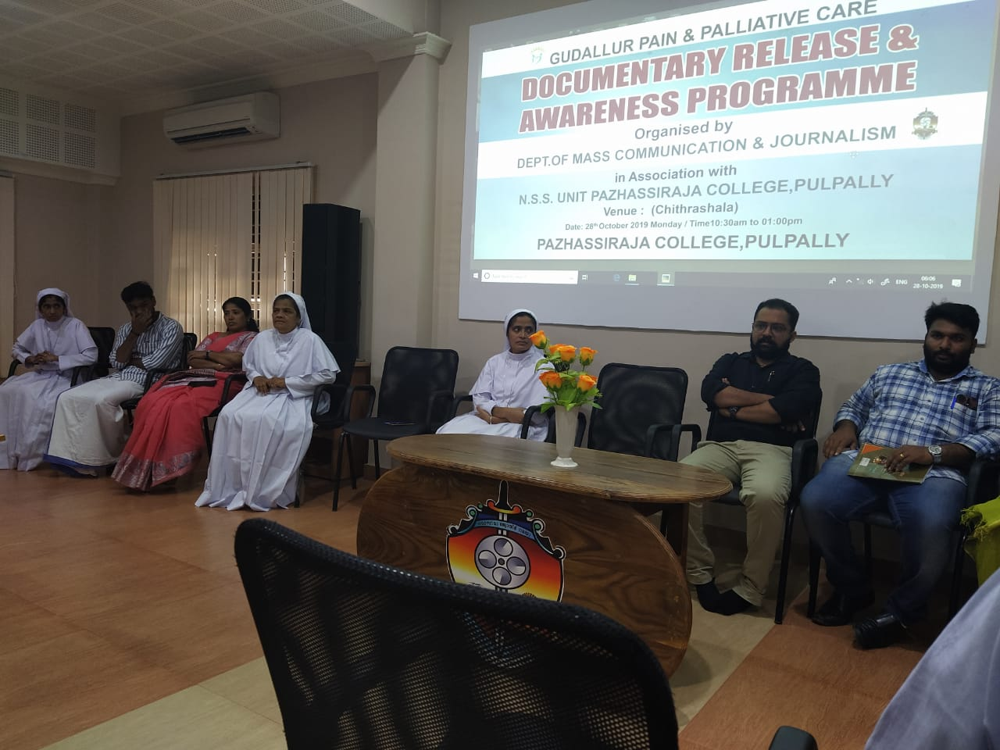 GUDALLUR PAIN & PALLIATIVE CARE
DOCUMENTARY RELEASE &
AWARENESS PROGRAMME
Organised by
DEPT.OF MASS COMMUNICATION & JOURNALISM
in Association with
N.S.S. UNIT PAZHASSIRAJA COLLEGE,PULPALLY
Venue : (Chithrashala)
Date: 28th October 2019 Monday / Time10:30am to 01:00pm
PAZHASSIRAJA COLLEGE,PULPALLY
ENG
06:06
28-10-2019